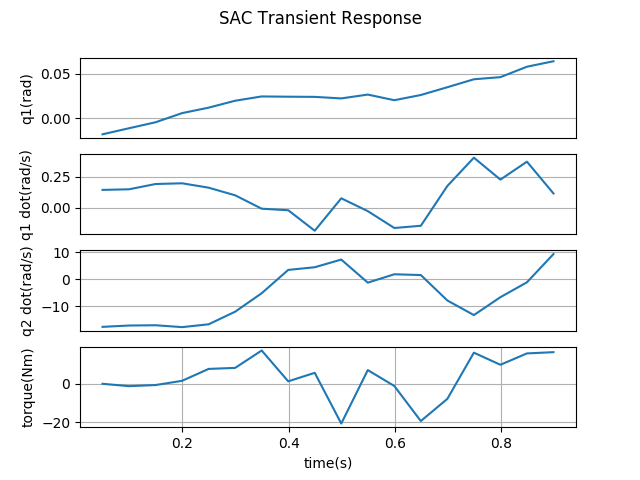 SAC Transient Response
q1(rad)
0.05
0.00
q1 dot(rad/s)
0.25
0.00
q2 dot(rad/s)
10
0
−10
torque(Nm)
0
−20
0.2 0.4 0.6 0.8
time(s)